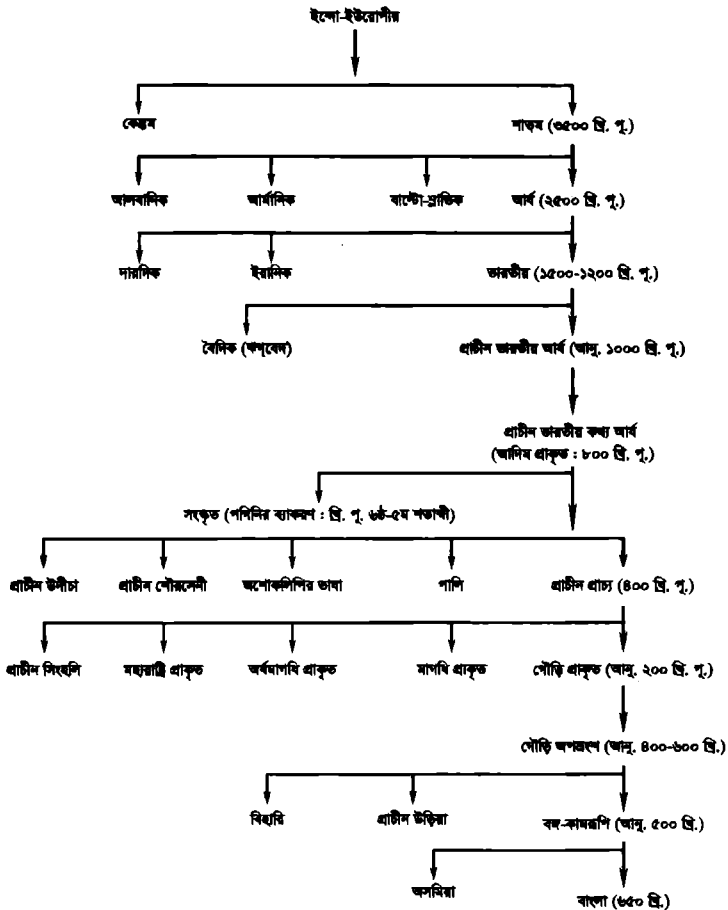 ইন্দো-ইউরোপীয়
কেন্তুম শতম (৩৫০০ খ্রি. পূ.)
আলবানিক আর্মানিক বাল্টো-স্লাভিক আর্য (২৫০০ খ্রি. পূ.)
দারদিক ইরানিক ভারতীয় (১৫০০-১২০০ খ্রি. পূ.)
বৈদিক (ঋগ্‌বেদ) প্রাচীন ভারতীয় আর্য (আনু. ১০০০ খ্রি. পূ.)
প্রাচীন ভারতীয় কথ্য আর্য
(আদিম প্রাকৃত : ৮০০ খ্রি. পূ.)
সংস্কৃত (পাণিনির ব্যাকরণ : খ্রি. পূ. ৬ষ্ঠ-৫ম শতাব্দী)
প্রাচীন উদীচ্য প্রাচীন শৌরসেনী অশোকলিপির ভাষা পালি প্রাচীন প্রাচ্য (৪০০ খ্রি. পূ.)
প্রাচীন সিংহলি মহারাষ্ট্রি প্রাকৃত অর্ধমাগধি প্রাকৃত মাগধি প্রাকৃত গৌড়ি প্রাকৃত (আনু. ২০০ খ্রি. পূ.)
গৌড়ি অপভ্রংশ (আনু. ৪০০-৬০০ খ্রি.)
বিহারি প্রাচীন উড়িয়া বঙ্গ-কামরূপি (আনু. ৫০০ খ্রি.)
অসমিয়া বাংলা (৬৫০ খ্রি.)